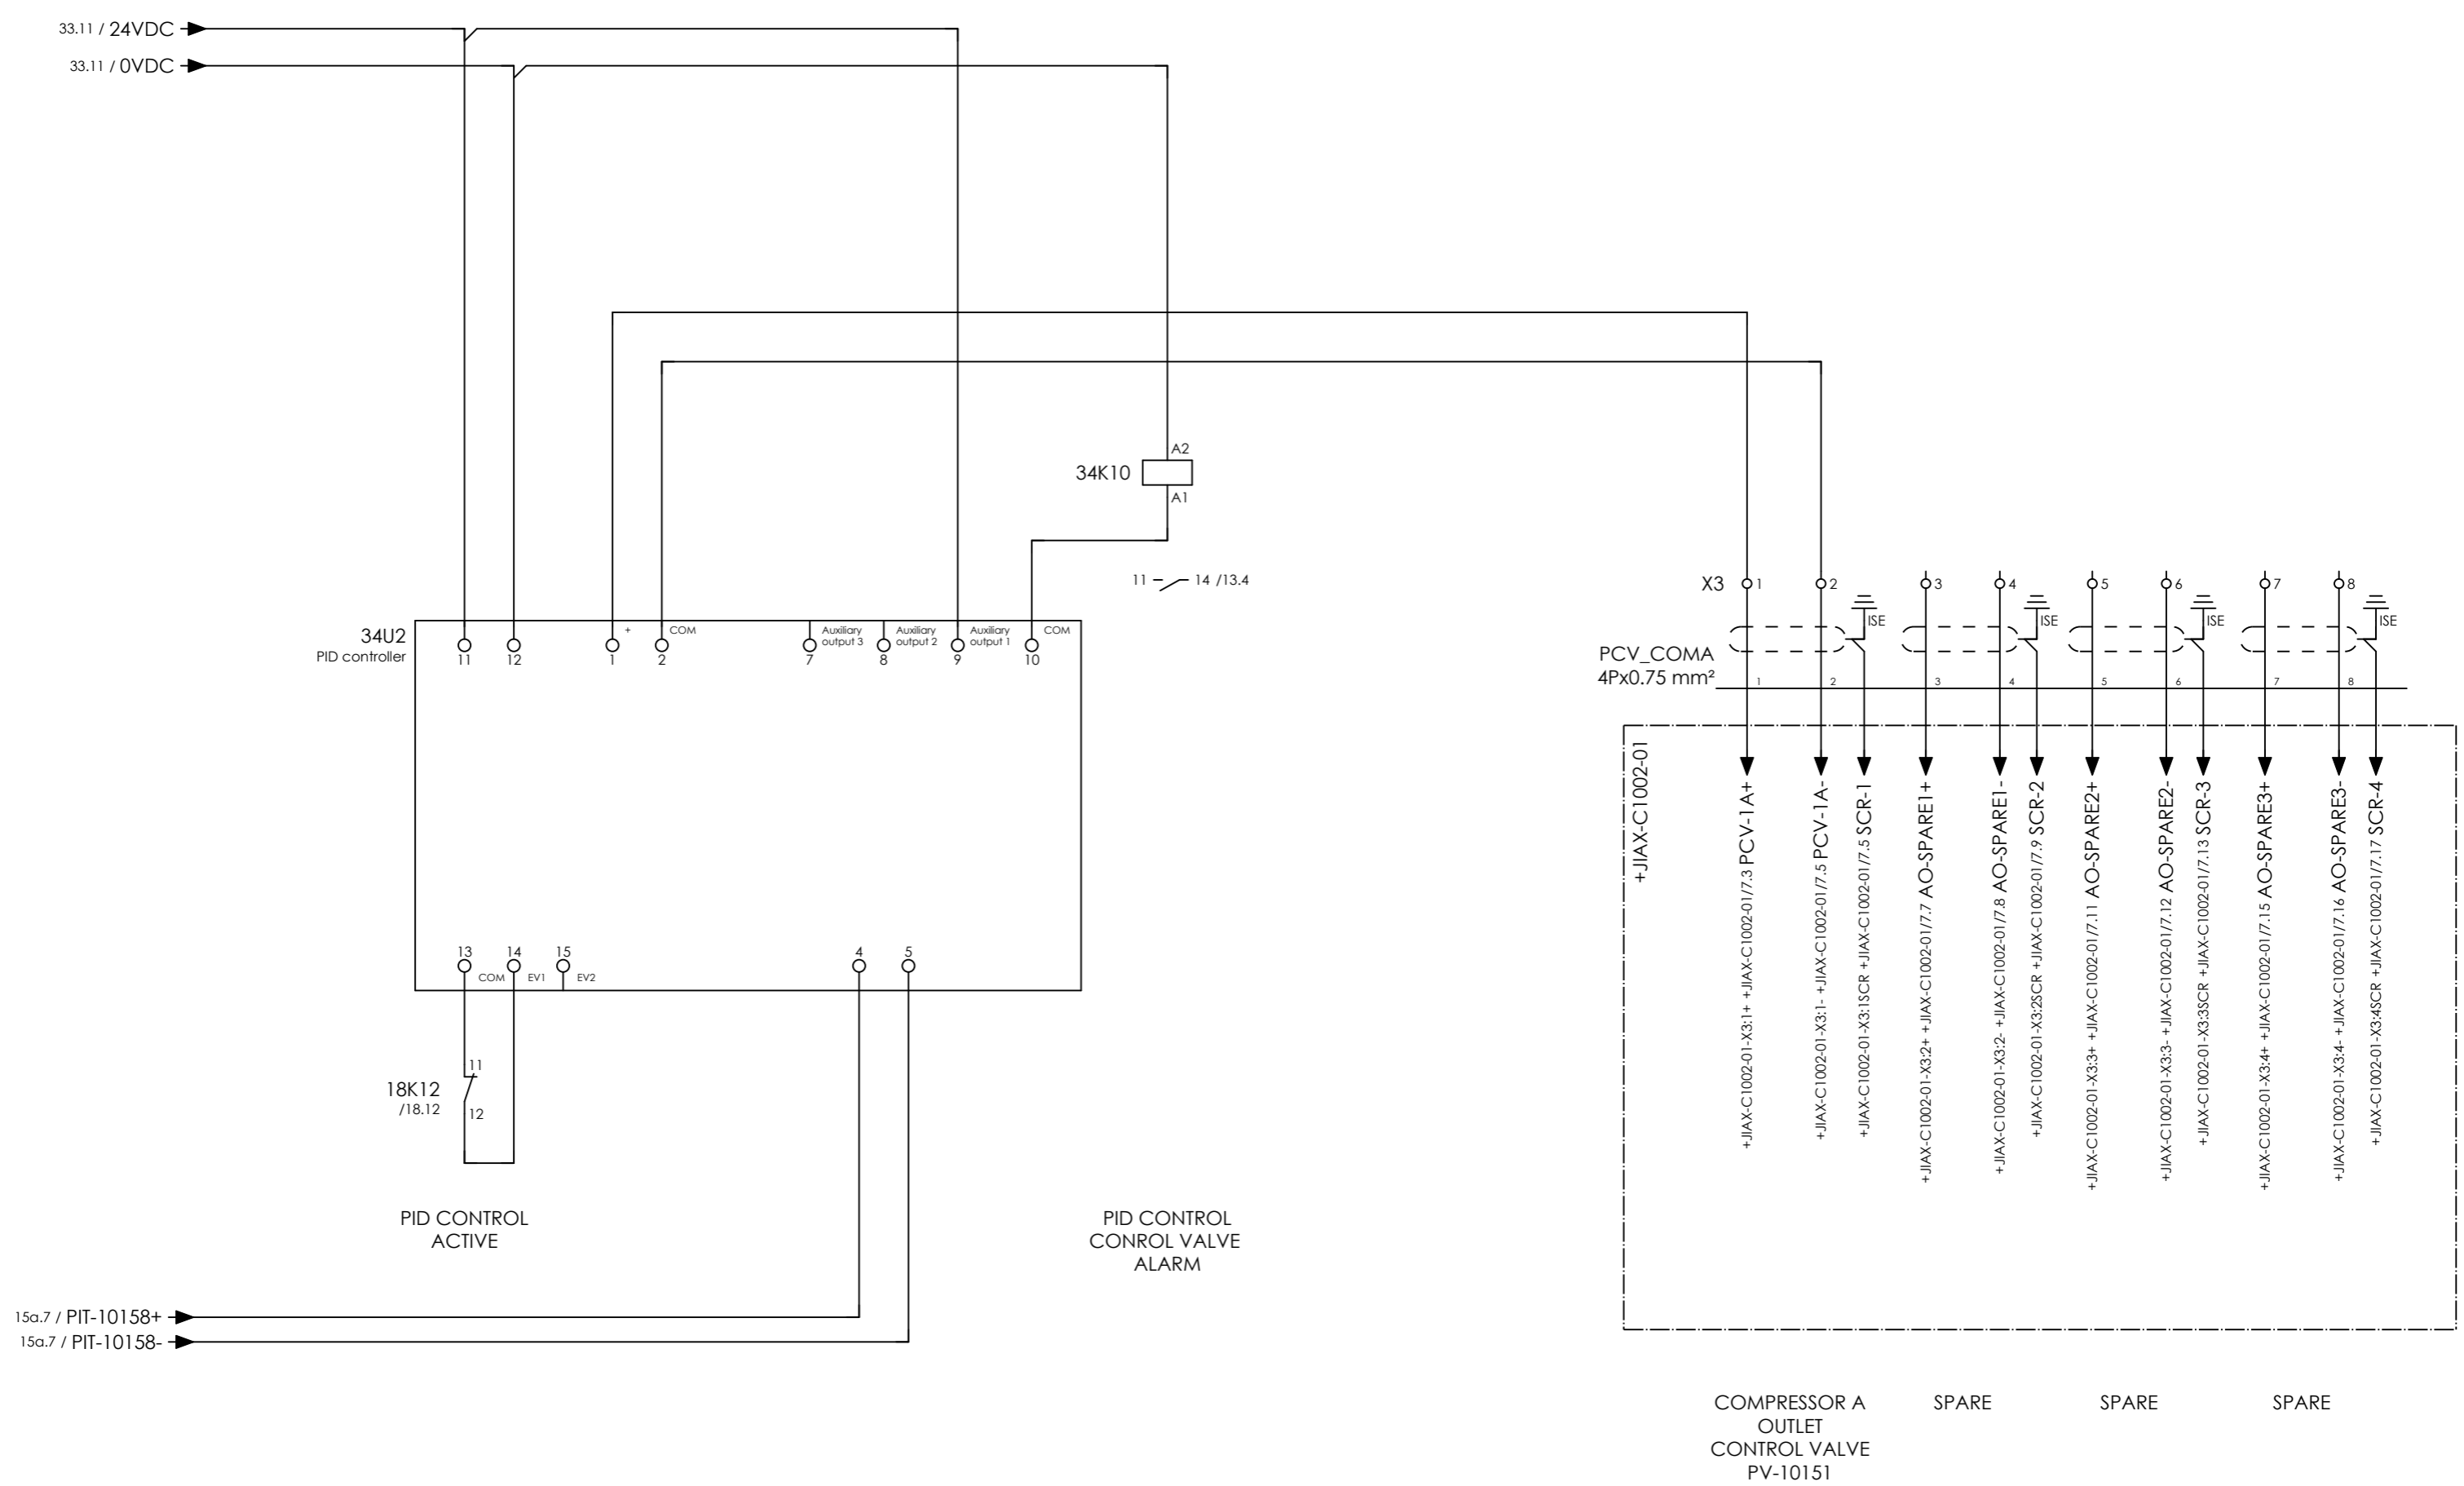 33.11 / 24VDC
33.11 / 0VDC
A2
34K10
A1
11 14 /13.4
X3 1 2 3 4 5 6 7 8
ISE ISE ISE ISE
34U2
PID controller
+ COM Auxiliary output 3 Auxiliary output 2 Auxiliary output 1 COM
11 12 1 2 7 8 9 10
PCV_COMA
4Px0.75 mm²
1 2 3 4 5 6 7 8
+JIAX-C1002-01
+JIAX-C1002-01-X3:1+ +JIAX-C1002-01/7.3 PCV-1A+
+JIAX-C1002-01-X3:1- +JIAX-C1002-01/7.5 PCV-1A-
+JIAX-C1002-01-X3:1SCR +JIAX-C1002-01/7.5 SCR-1
+JIAX-C1002-01-X3:2+ +JIAX-C1002-01/7.7 AO-SPARE1+
+JIAX-C1002-01-X3:2- +JIAX-C1002-01/7.8 AO-SPARE1-
+JIAX-C1002-01-X3:2SCR +JIAX-C1002-01/7.9 SCR-2
+JIAX-C1002-01-X3:3+ +JIAX-C1002-01/7.11 AO-SPARE2+
+JIAX-C1002-01-X3:3- +JIAX-C1002-01/7.12 AO-SPARE2-
+JIAX-C1002-01-X3:3SCR +JIAX-C1002-01/7.13 SCR-3
+JIAX-C1002-01-X3:4+ +JIAX-C1002-01/7.15 AO-SPARE3+
+JIAX-C1002-01-X3:4- +JIAX-C1002-01/7.16 AO-SPARE3-
+JIAX-C1002-01-X3:4SCR +JIAX-C1002-01/7.17 SCR-4
13 14 15 4 5
COM EV1 EV2
11
18K12
/18.12
12
PID CONTROL
ACTIVE
PID CONTROL
CONROL VALVE
ALARM
15a.7 / PIT-10158+
15a.7 / PIT-10158-
COMPRESSOR A
OUTLET
CONTROL VALVE
PV-10151
SPARE
SPARE
SPARE